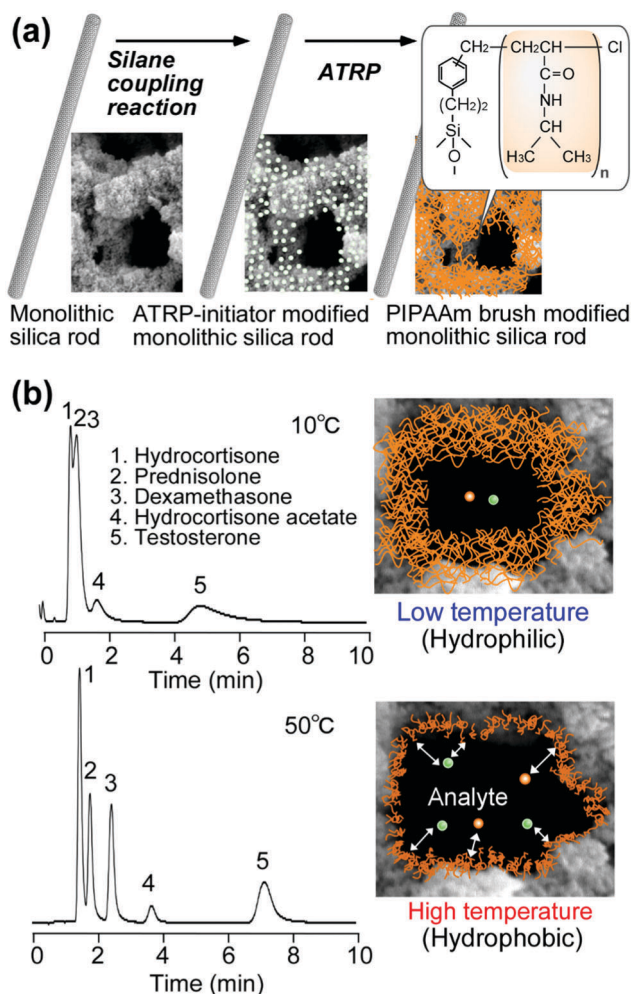 (a)
Silane
coupling
reaction
ATRP
CH2 CH2 CH Cl
C=O
(CH2)2
NH
Si
CH
O
H3C CH3
n
Monolithic
silica rod
ATRP-initiator modified
monolithic silica rod
PIPAAm brush modified
monolithic silica rod
(b)
1
23
10°C
1. Hydrocortisone
2. Prednisolone
3. Dexamethasone
4. Hydrocortisone acetate
5. Testosterone
4
5
0 2 4 6 8 10
Time (min)
Low temperature
(Hydrophilic)
1
50°C
2
3
4
5
0 2 4 6 8 10
Time (min)
Analyte
High temperature
(Hydrophobic)